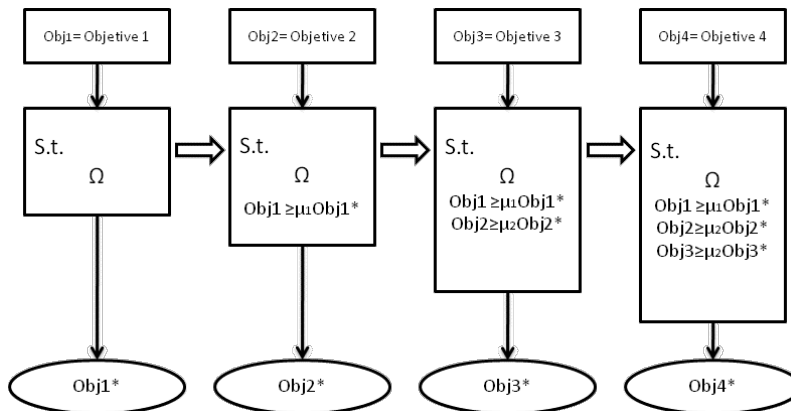 Obj1= Objetive 1
Obj2= Objetive 2
Obj3= Objetive 3
Obj4= Objetive 4
S.t.
Ω
S.t.
Ω
Obj1 ≥μ1Obj1*
S.t.
Ω
Obj1 ≥μ1Obj1*
Obj2≥μ2Obj2*
S.t.
Ω
Obj1 ≥μ1Obj1*
Obj2≥μ2Obj2*
Obj3≥μ2Obj3*
Obj1*
Obj2*
Obj3*
Obj4*